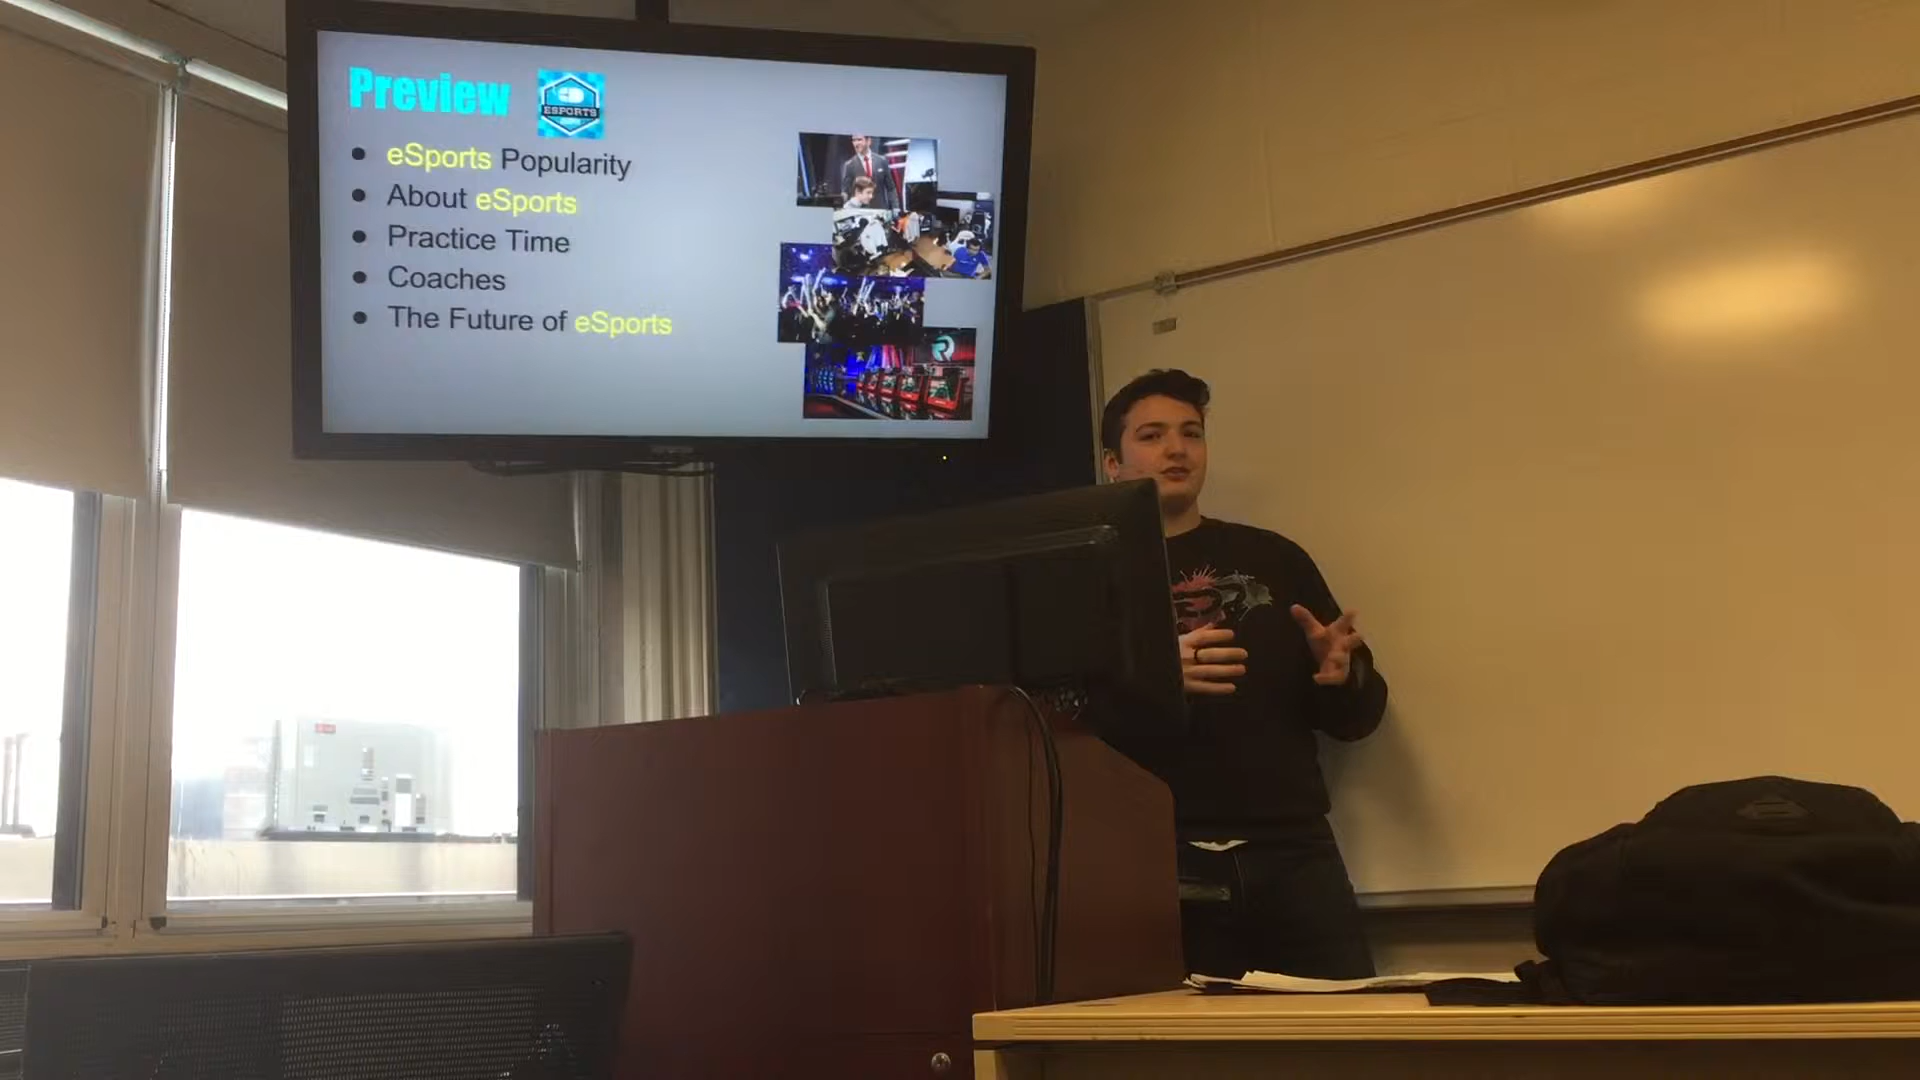 Preview
ESPORTS
eSports Popularity
About eSports
Practice Time
Coaches
The Future of eSports